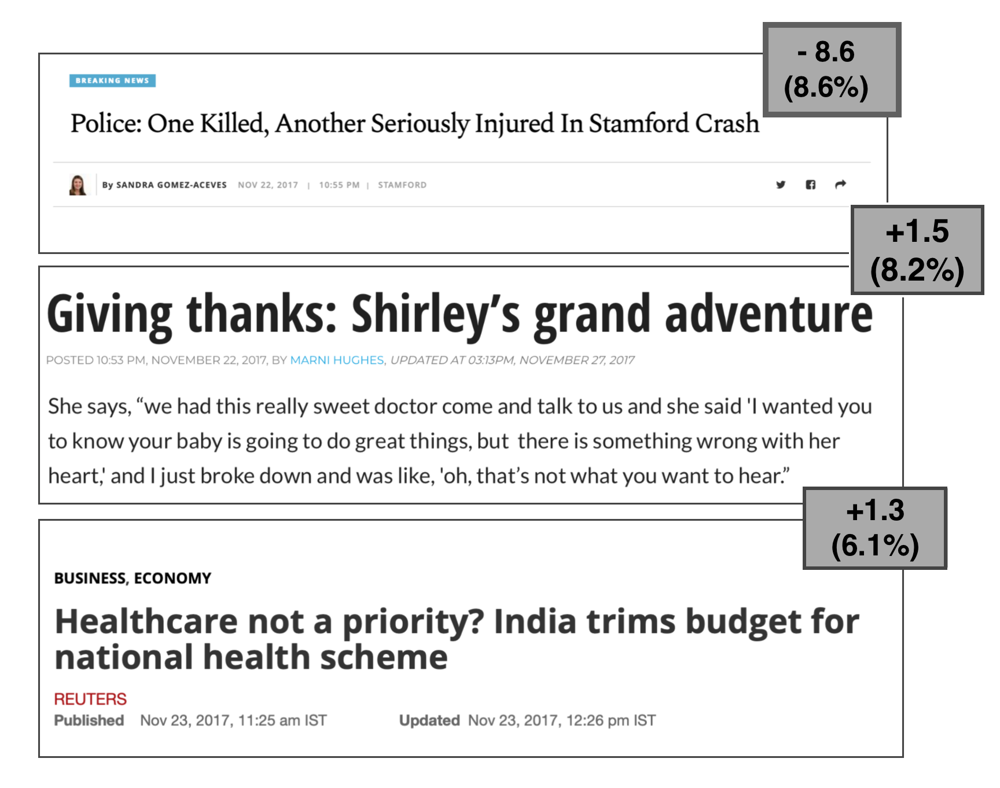 - 8.6
(8.6%)
BREAKING NEWS
Police: One Killed, Another Seriously Injured In Stamford Crash
By SANDRA GOMEZ-ACEVES NOV 22, 2017 | 10:55 PM | STAMFORD
+1.5
(8.2%)
Giving thanks: Shirley’s grand adventure
POSTED 10:53 PM, NOVEMBER 22, 2017, BY MARNI HUGHES, UPDATED AT 03:13PM, NOVEMBER 27, 2017
She says, “we had this really sweet doctor come and talk to us and she said 'I wanted you
to know your baby is going to do great things, but there is something wrong with her
heart,' and I just broke down and was like, 'oh, that’s not what you want to hear.”
+1.3
(6.1%)
BUSINESS, ECONOMY
Healthcare not a priority? India trims budget for
national health scheme
REUTERS
Published Nov 23, 2017, 11:25 am IST Updated Nov 23, 2017, 12:26 pm IST